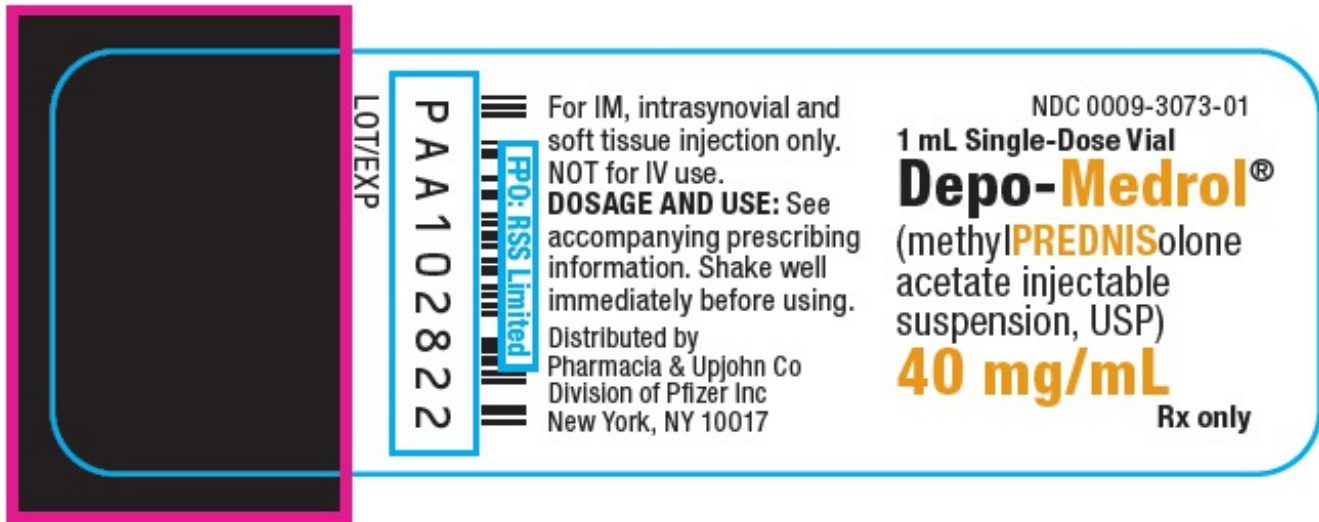 LOT/EXP
PAA102822
FPO: RSS Limited
For IM, intrasynovial and
soft tissue injection only.
NOT for IV use.
DOSAGE AND USE: See
accompanying prescribing
information. Shake well
immediately before using.
Distributed by
Pharmacia & Upjohn Co
Division of Pfizer Inc
New York, NY 10017
NDC 0009-3073-01
1 mL Single-Dose Vial
Depo-Medrol®
(methylPREDNISolone
acetate injectable
suspension, USP)
40 mg/mL
Rx only